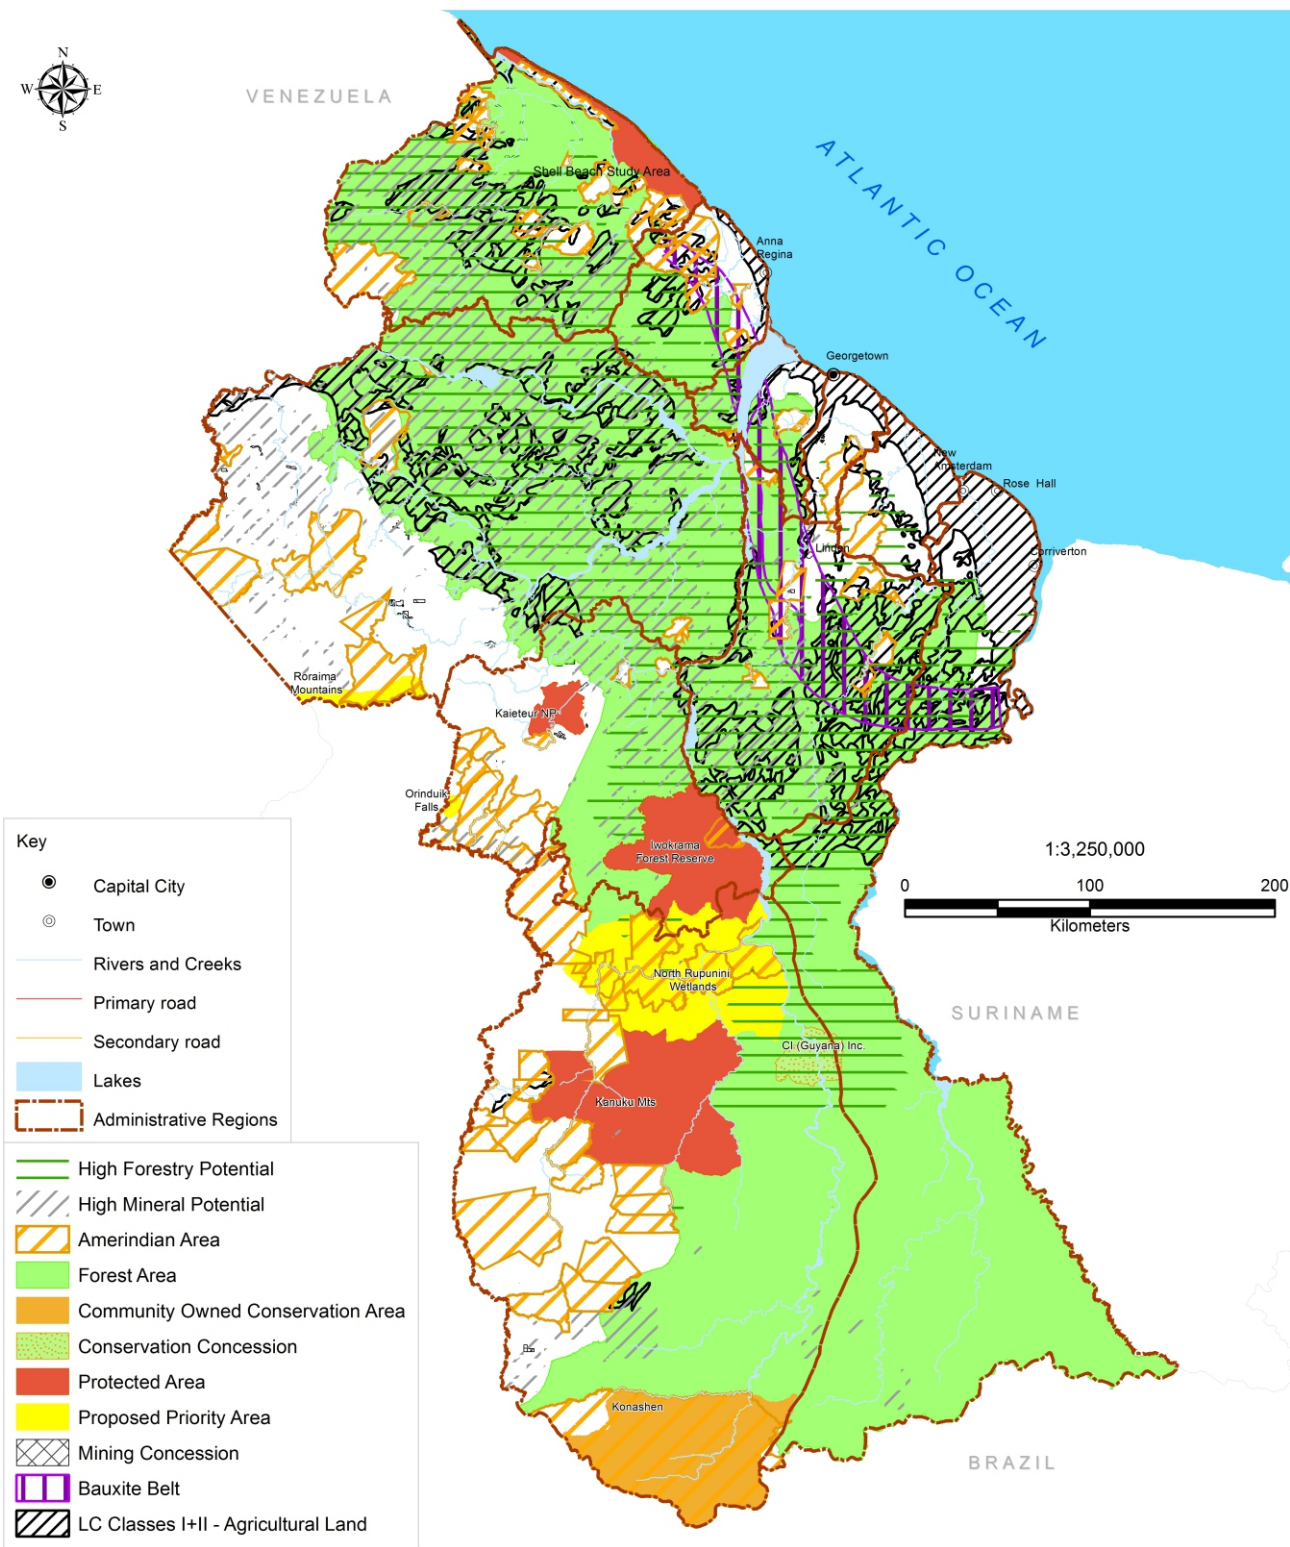 N
W
E
S
VENEZUELA
ATLANTIC OCEAN
Shell Beach Study Area
Anna
Regina
Georgetown
New
Amsterdam
Rose Hall
Corriverton
Linden
Roraima
Mountains
Kaieteur NP
Orinduik
Falls
Iwokrama
Forest Reserve
1:3,250,000
0 100 200
Kilometers
North Rupunini
Wetlands
SURINAME
CI (Guyana) Inc.
Kanuku Mts
Konashen
BRAZIL
Key
Capital City
Town
Rivers and Creeks
Primary road
Secondary road
Lakes
Administrative Regions
High Forestry Potential
High Mineral Potential
Amerindian Area
Forest Area
Community Owned Conservation Area
Conservation Concession
Protected Area
Proposed Priority Area
Mining Concession
Bauxite Belt
LC Classes I+II - Agricultural Land